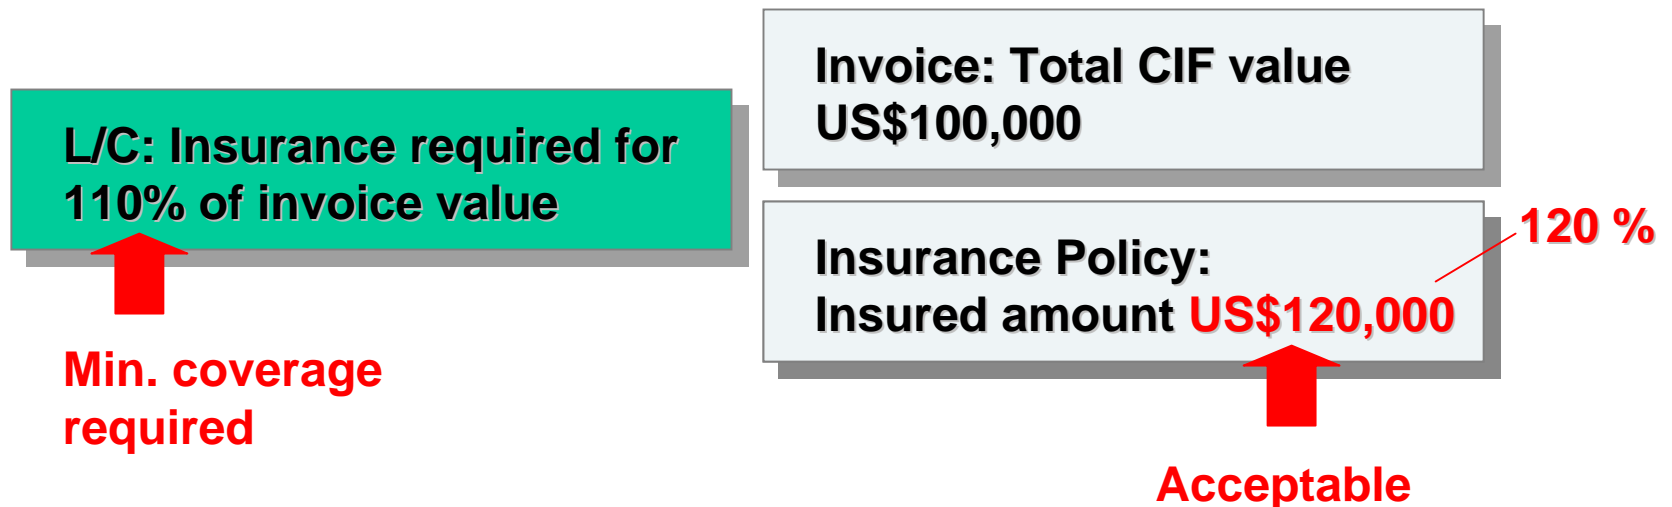 L/C: Insurance required for
110% of invoice value
Min. coverage
required
Invoice: Total CIF value
US$100,000
Insurance Policy:
Insured amount US$120,000
120 %
Acceptable